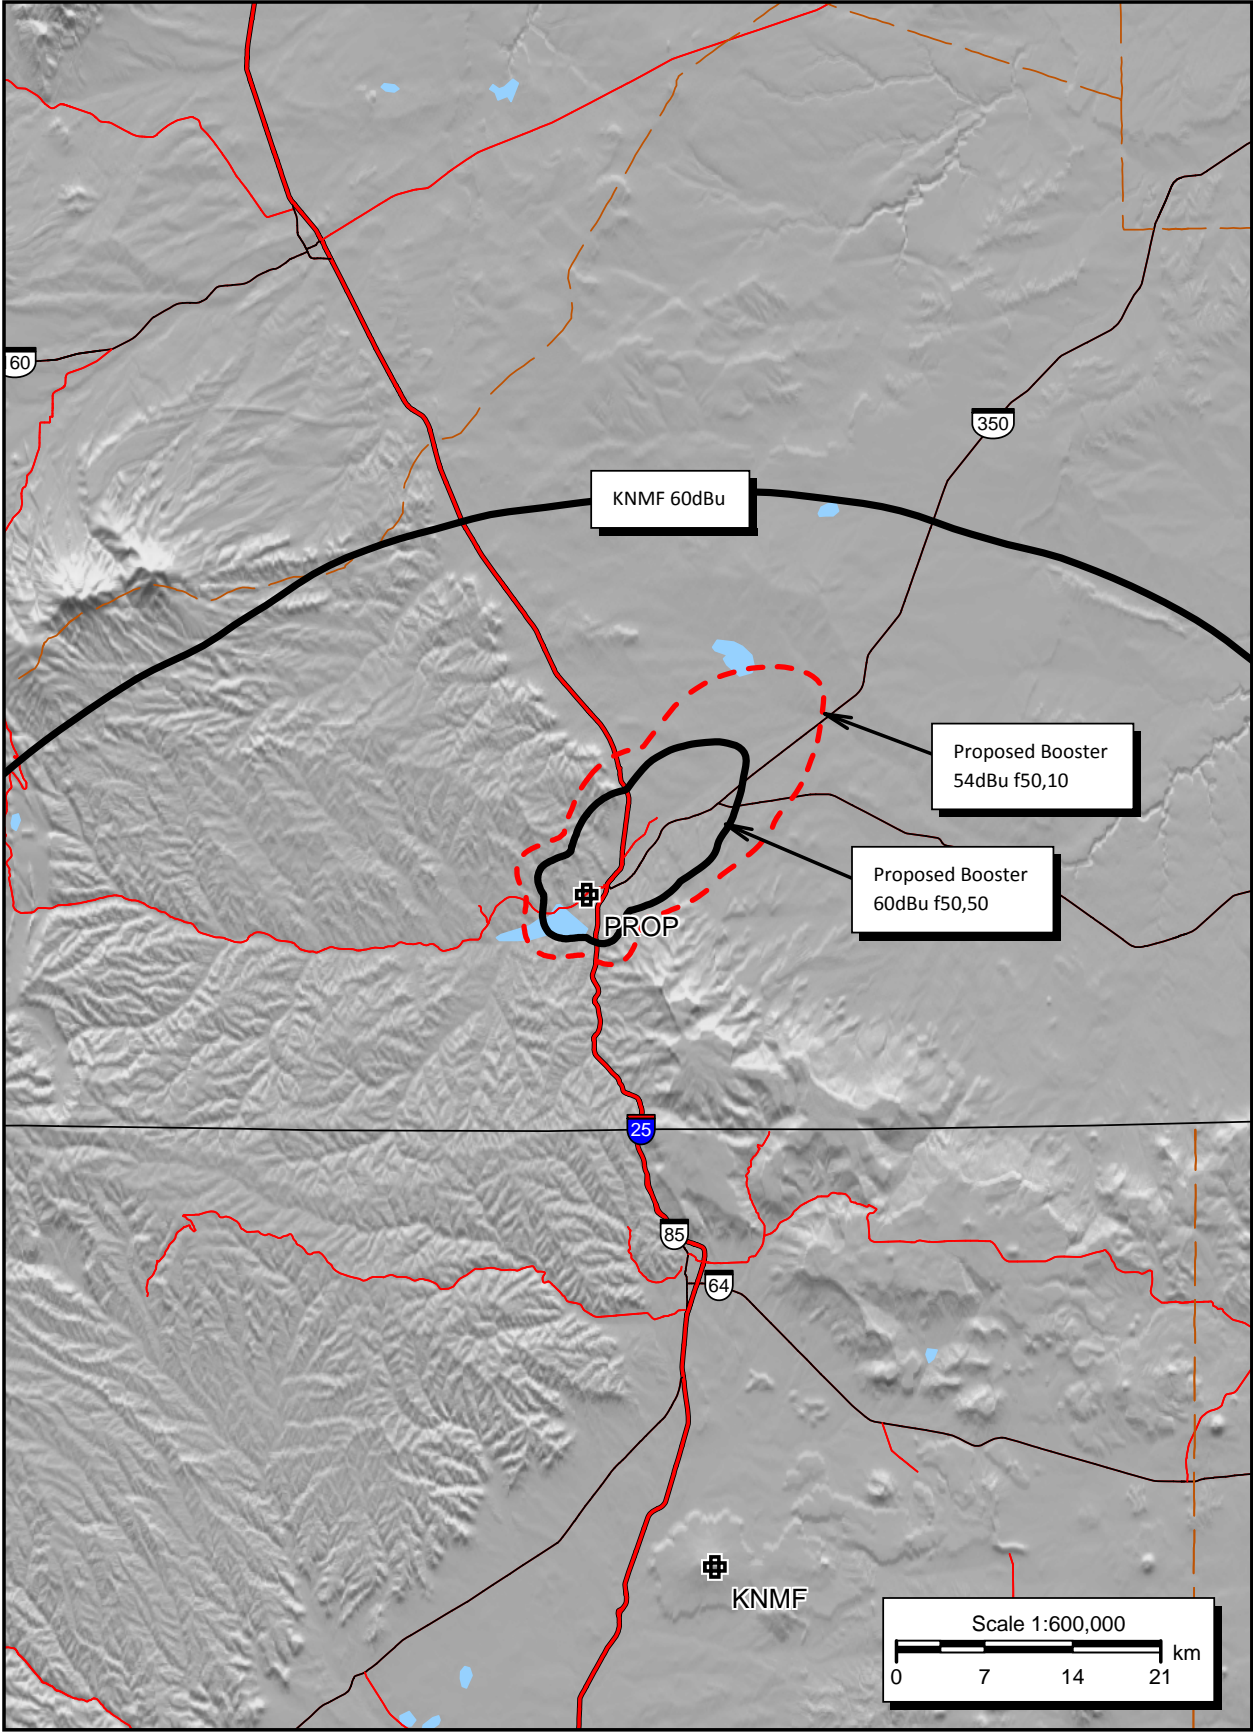 60
350
KNMF 60dBu
Proposed Booster
54dBu f50,10
Proposed Booster
60dBu f50,50
PROP
25
85
64
KNMF
Scale 1:600,000
km
0 7 14 21